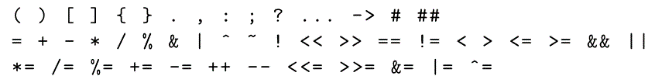 ( ) [ ] { } . , : ; ? ... -> # ##
= + - * / % & | ^ ~ ! << >> == != < > <= >= && ||
*= /= %= += -= ++ -- <<= >>= &= |= ^=